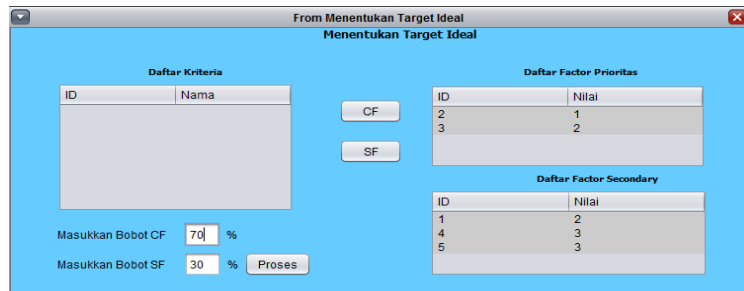 From Menentukan Target Ideal
Menentukan Target Ideal
Daftar Kriteria
ID Nama
CF
SF
Daftar Factor Prioritas
ID Nilai
2 1
3 2
Daftar Factor Secondary
ID Nilai
1 2
4 3
5 3
Masukkan Bobot CF 70 %
Masukkan Bobot SF 30 % Proses